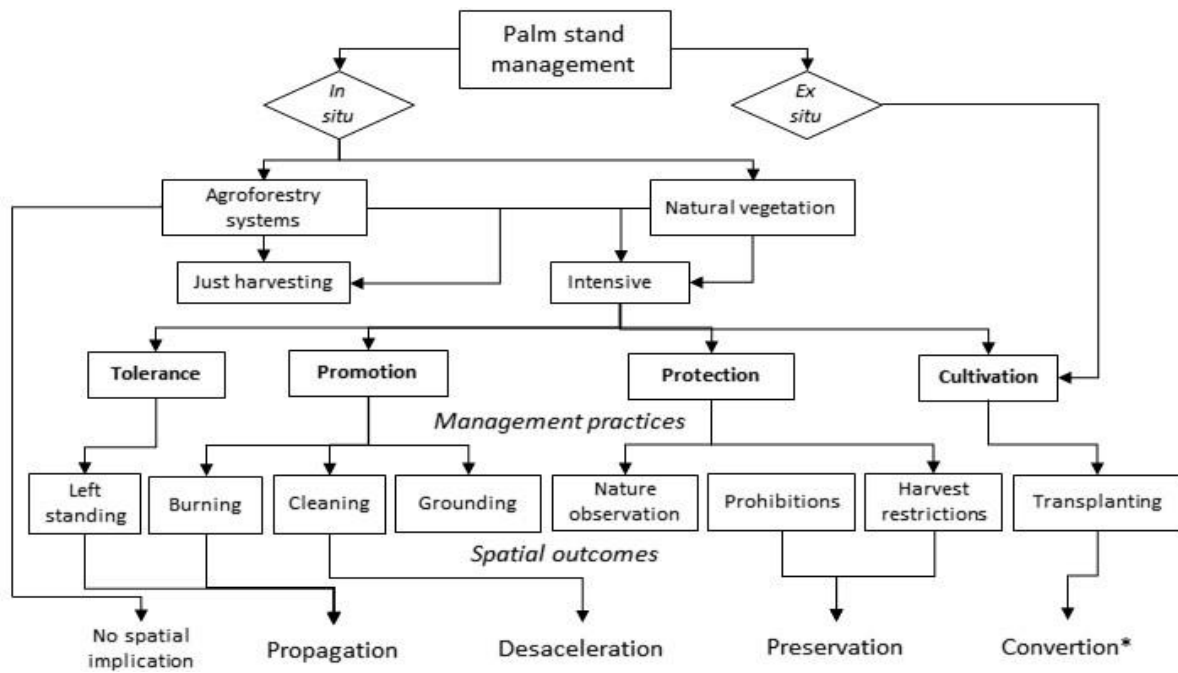 Palm stand
management
In
situ
Ex
situ
Agroforestry
systems
Natural vegetation
Just harvesting
Intensive
Tolerance
Promotion
Protection
Cultivation
Management practices
Left
standing
Burning
Cleaning
Grounding
Nature
observation
Prohibitions
Harvest
restrictions
Transplanting
Spatial outcomes
No spatial
implication
Propagation
Desaceleration
Preservation
Convertion*